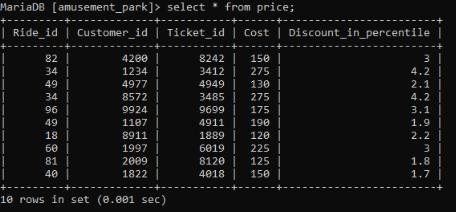 MariaDB [amusement_park]> select * from price;
+---------+-------------+-----------+------+------------------------+
| Ride_id | Customer_id | Ticket_id | Cost | Discount_in_percentile |
+---------+-------------+-----------+------+------------------------+
| 82 | 4200 | 8242 | 150 | 3 |
| 34 | 1234 | 3412 | 275 | 4.2 |
| 49 | 4977 | 4949 | 130 | 2.1 |
| 34 | 8572 | 3485 | 275 | 4.2 |
| 96 | 9924 | 9699 | 175 | 3.1 |
| 49 | 1107 | 4911 | 190 | 1.9 |
| 18 | 8911 | 1889 | 120 | 2.2 |
| 60 | 1997 | 6019 | 225 | 3 |
| 81 | 2009 | 8120 | 125 | 1.8 |
| 40 | 1822 | 4018 | 150 | 1.7 |
+---------+-------------+-----------+------+------------------------+
10 rows in set (0.001 sec)